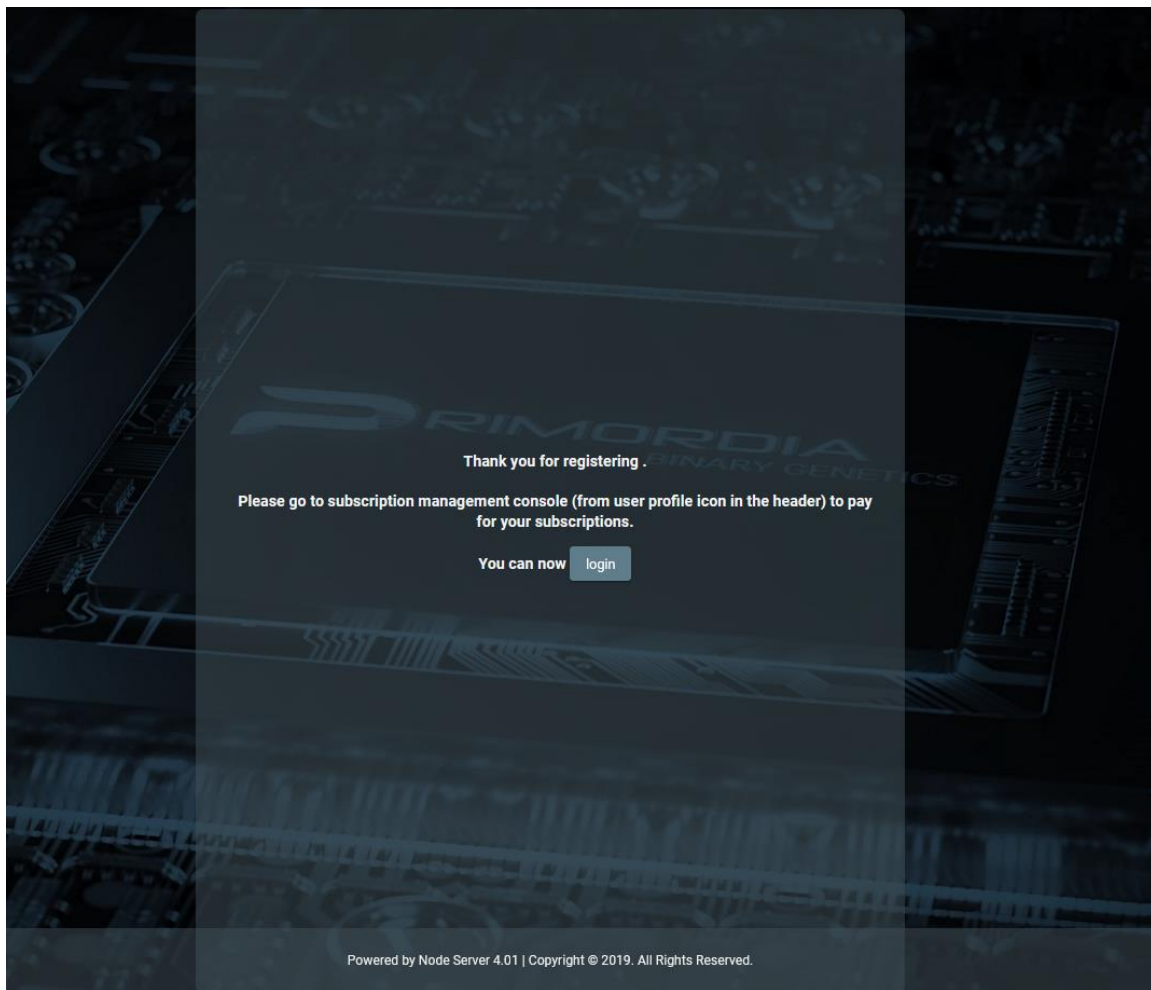 PRIMORDIA
BINARY GENETICS
Thank you for registering .
Please go to subscription management console (from user profile icon in the header) to pay
for your subscriptions.
You can now login
Powered by Node Server 4.01 | Copyright © 2019. All Rights Reserved.